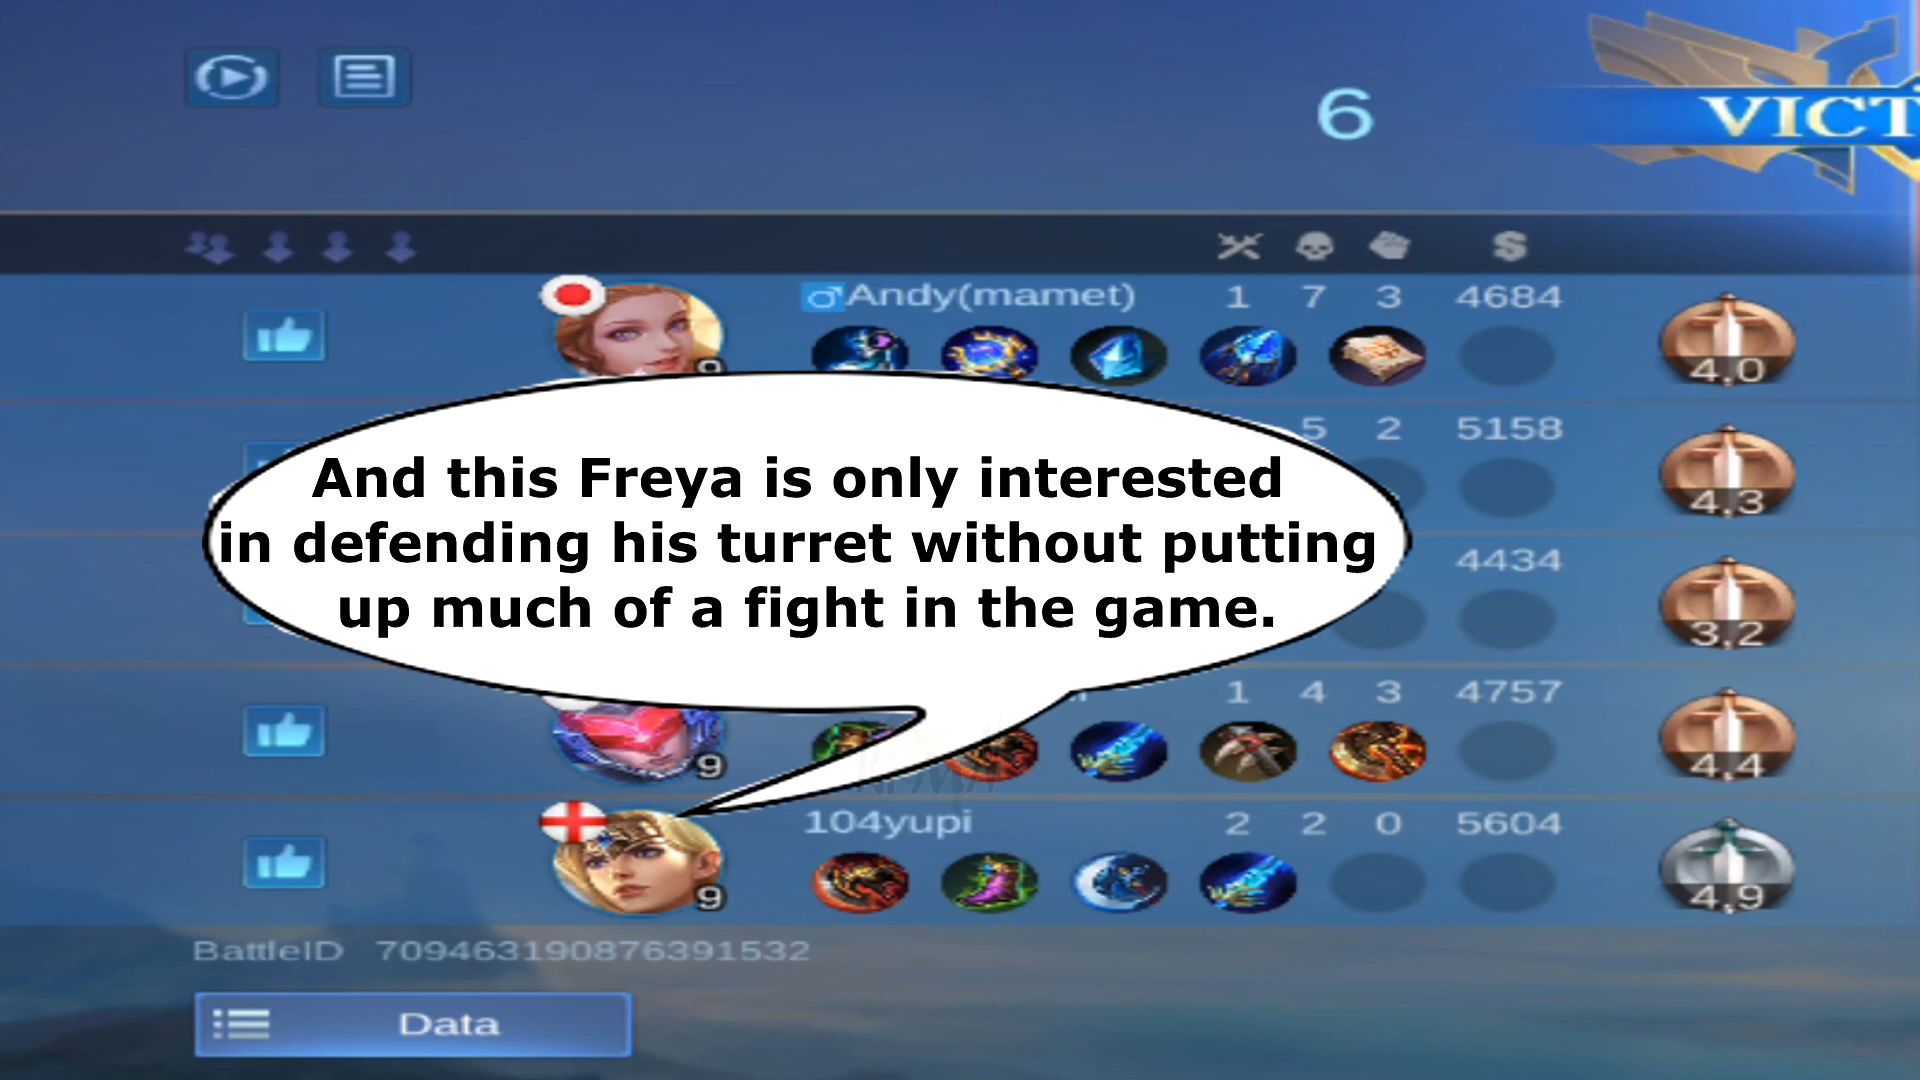 6
VICT
♂Andy(mamet) 1 7 3 4684
4.0
5 2 5158
4.3
And this Freya is only interested
in defending his turret without putting
up much of a fight in the game.
4434
3.2
1 4 3 4757
9
4.4
104yupi 2 2 0 5604
9
4.9
BattleID 709463190876391532
Data